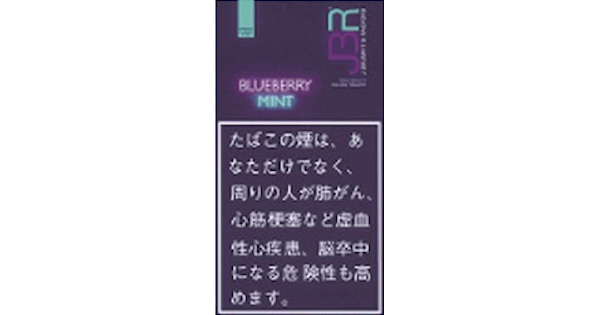 JBR
BLUEBERRY
MINT
たばこの煙は、あ
なただけでなく、
周りの人が肺がん、
心筋梗塞など虚血
性心疾患、脳卒中
になる危険性も高
めます。